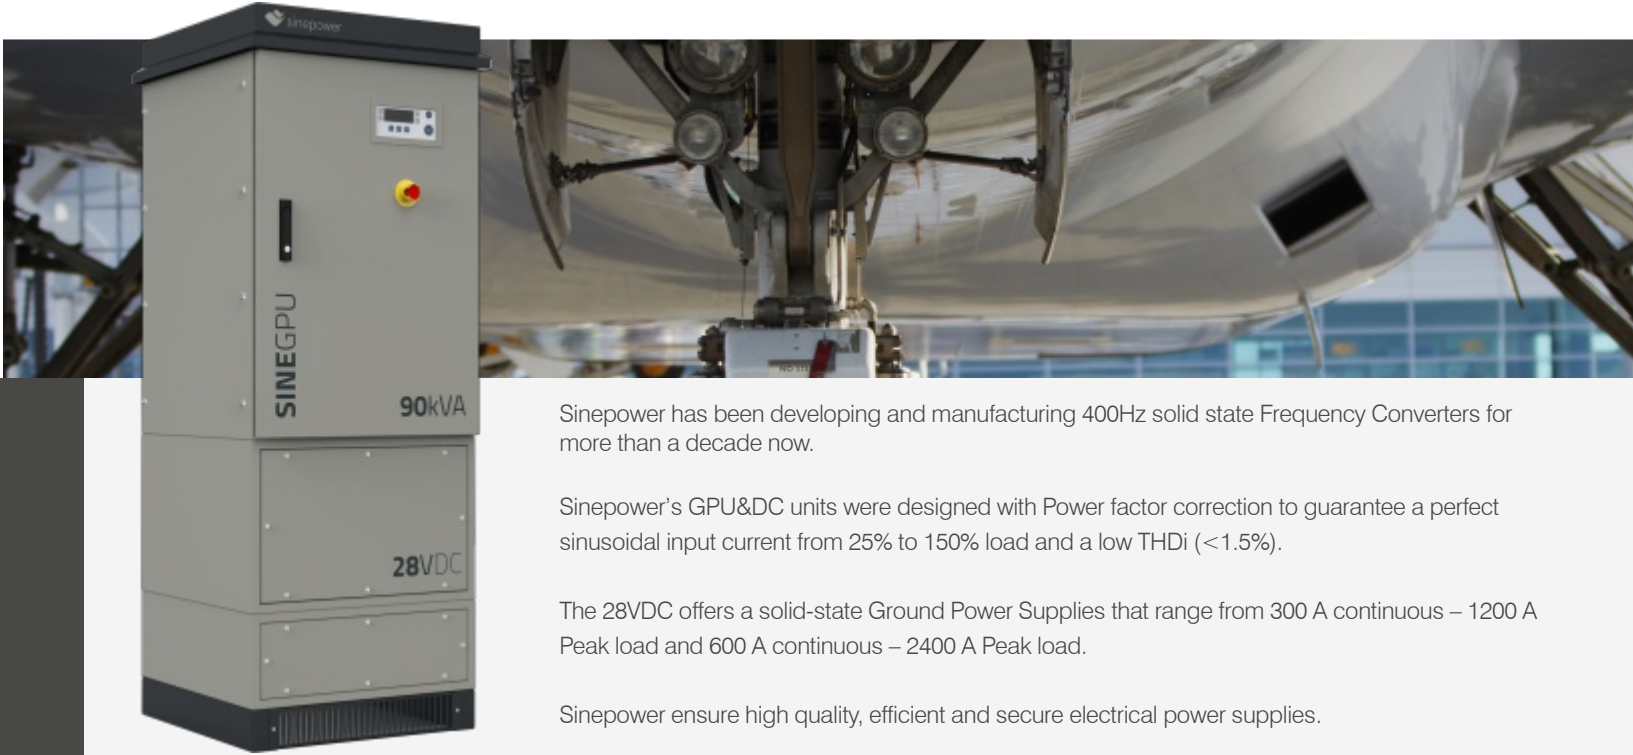 sinepower
SINEGPU
90kVA
28VDC
NO STEP
Sinepower has been developing and manufacturing 400Hz solid state Frequency Converters for
more than a decade now.
Sinepower’s GPU&DC units were designed with Power factor correction to guarantee a perfect
sinusoidal input current from 25% to 150% load and a low THDi (<1.5%).
The 28VDC offers a solid-state Ground Power Supplies that range from 300 A continuous – 1200 A
Peak load and 600 A continuous – 2400 A Peak load.
Sinepower ensure high quality, efficient and secure electrical power supplies.